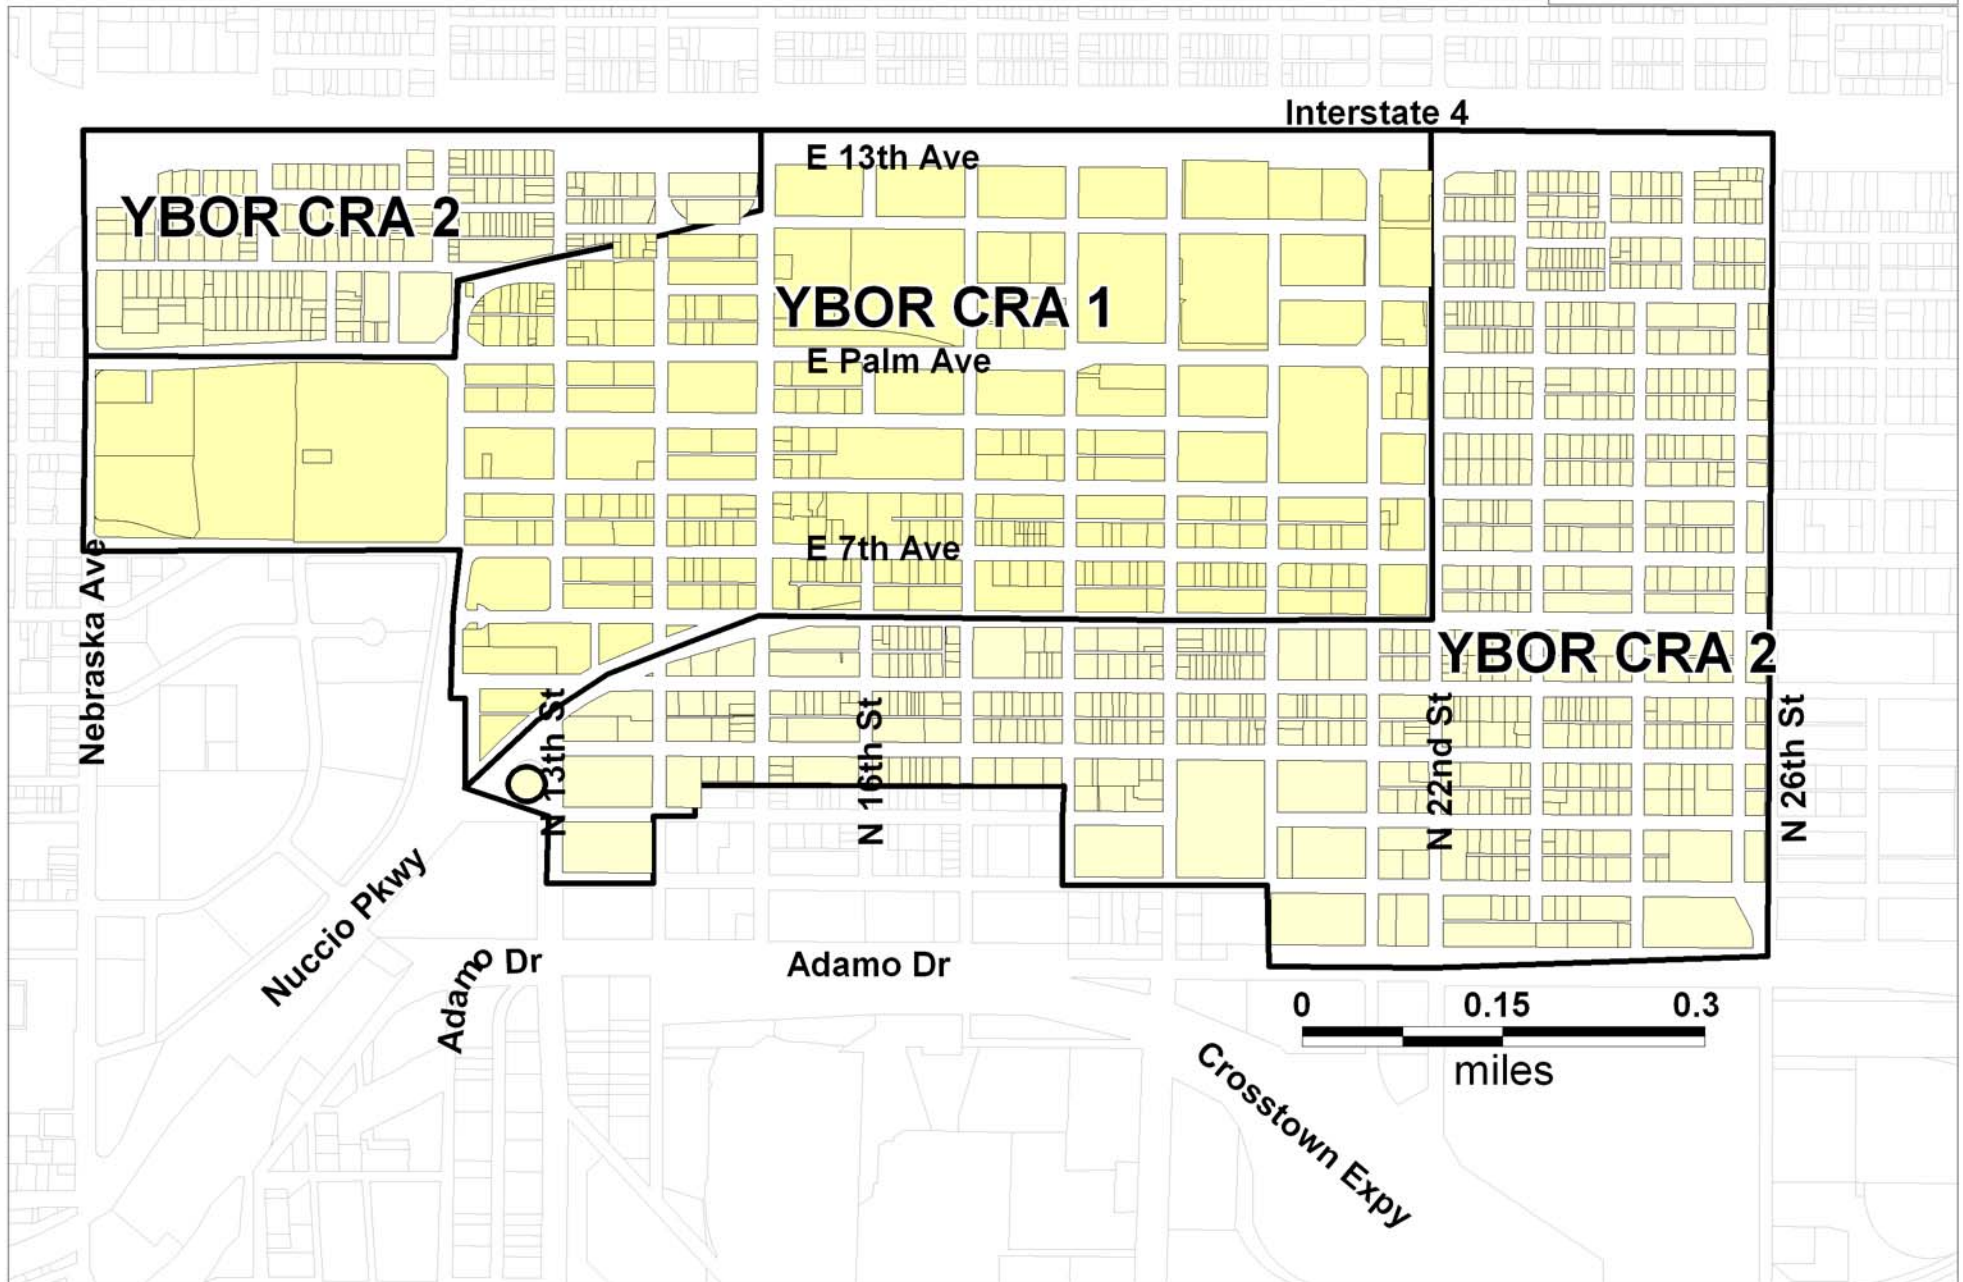 Interstate 4
E 13th Ave
YBOR CRA 2
YBOR CRA 1
E Palm Ave
E 7th Ave
Nebraska Ave
YBOR CRA 2
N 13th St
N 16th St
N 22nd St
N 26th St
Nuccio Pkwy
Adamo Dr
Adamo Dr
0 0.15 0.3
miles
Crosstown Expy